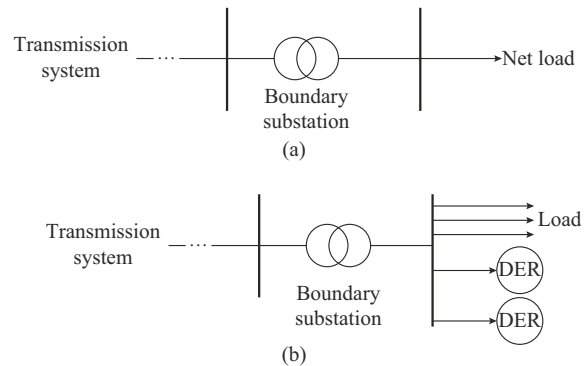 Transmission
system
...
Net load
Boundary
substation
(a)
Transmission
system
...
Load
DER
Boundary
substation
DER
(b)